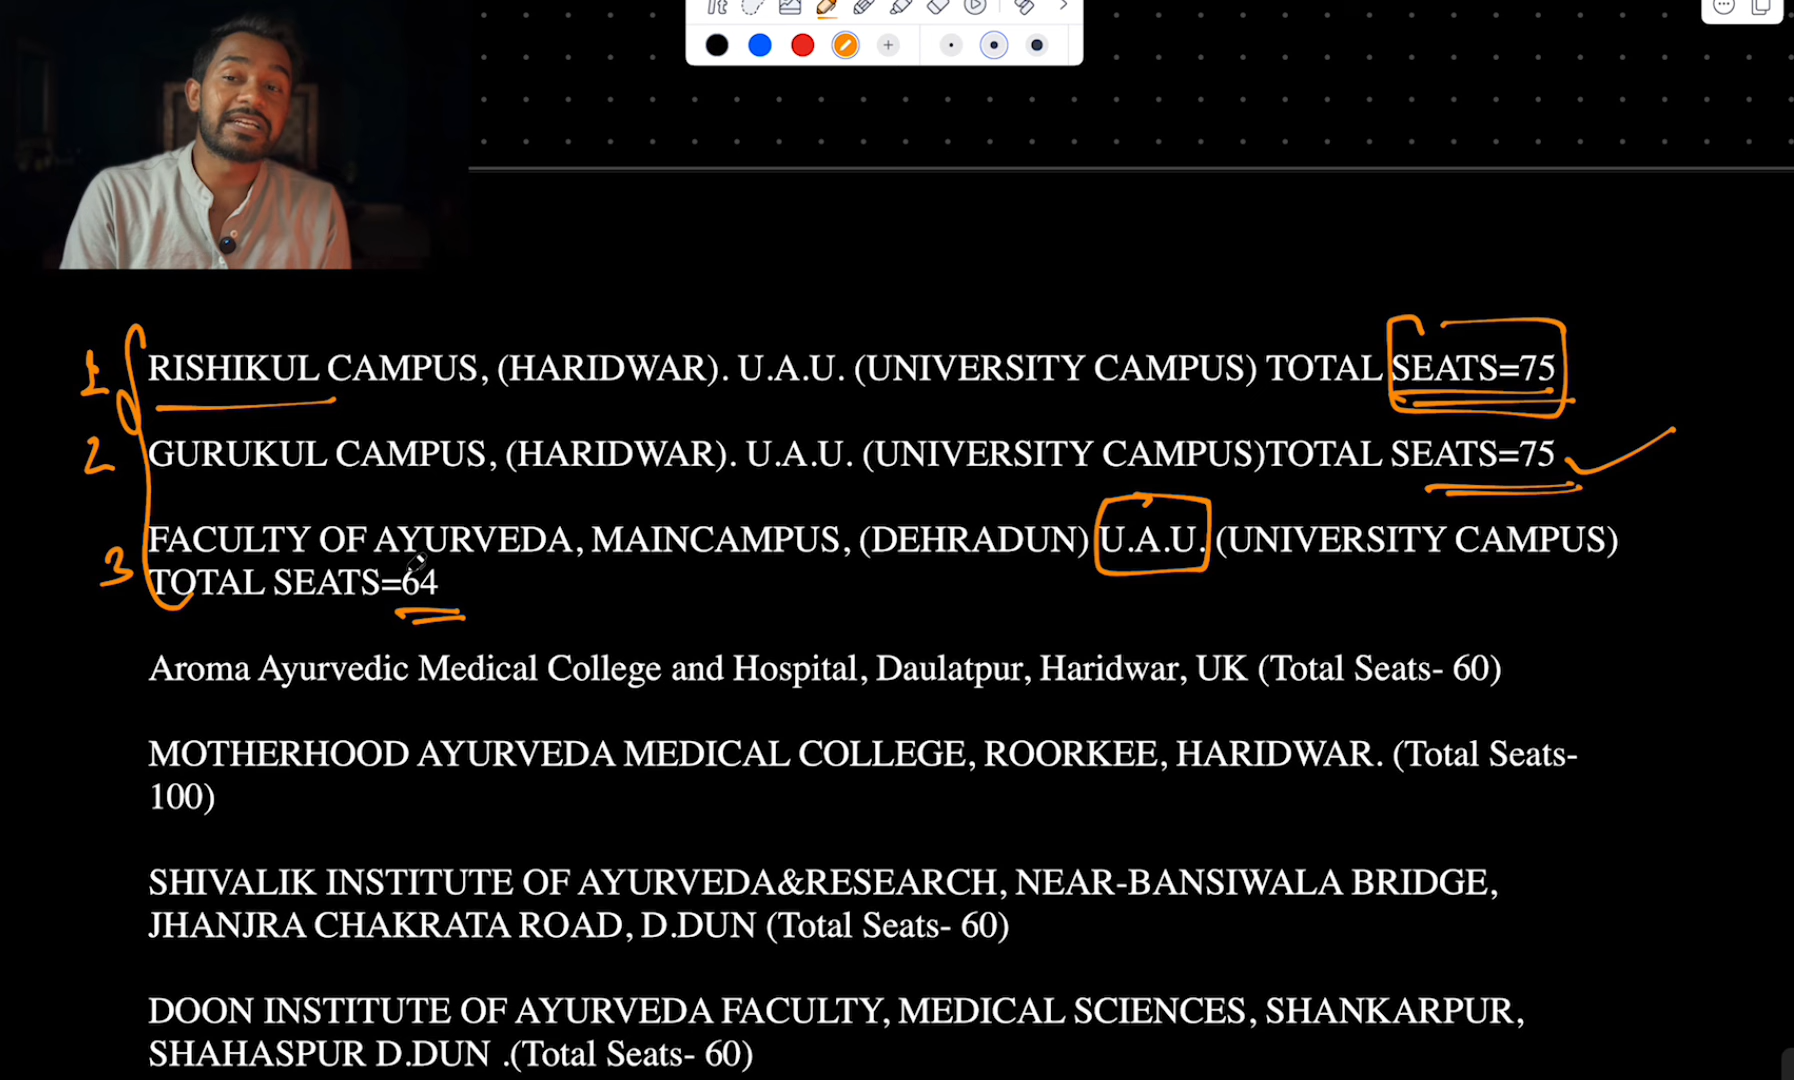 1 RISHIKUL CAMPUS, (HARIDWAR). U.A.U. (UNIVERSITY CAMPUS) TOTAL SEATS=75
2 GURUKUL CAMPUS, (HARIDWAR). U.A.U. (UNIVERSITY CAMPUS)TOTAL SEATS=75
3 FACULTY OF AYURVEDA, MAINCAMPUS, (DEHRADUN) U.A.U. (UNIVERSITY CAMPUS)
TOTAL SEATS=64
Aroma Ayurvedic Medical College and Hospital, Daulatpur, Haridwar, UK (Total Seats- 60)
MOTHERHOOD AYURVEDA MEDICAL COLLEGE, ROORKEE, HARIDWAR. (Total Seats-
100)
SHIVALIK INSTITUTE OF AYURVEDA&RESEARCH, NEAR-BANSIWALA BRIDGE,
JHANJRA CHAKRATA ROAD, D.DUN (Total Seats- 60)
DOON INSTITUTE OF AYURVEDA FACULTY, MEDICAL SCIENCES, SHANKARPUR,
SHAHASPUR D.DUN .(Total Seats- 60)